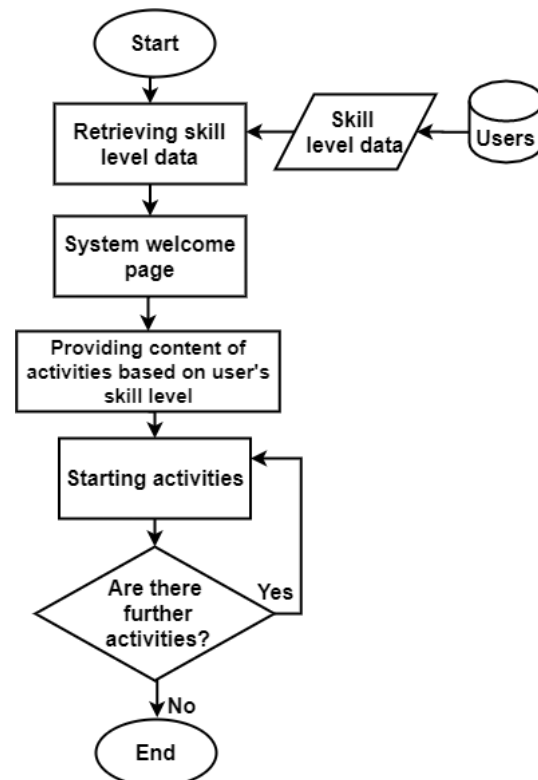 Start
Retrieving skill
level data
Skill
level data
Users
System welcome
page
Providing content of
activities based on user's
skill level
Starting activities
Are there
further
activities?
Yes
No
End